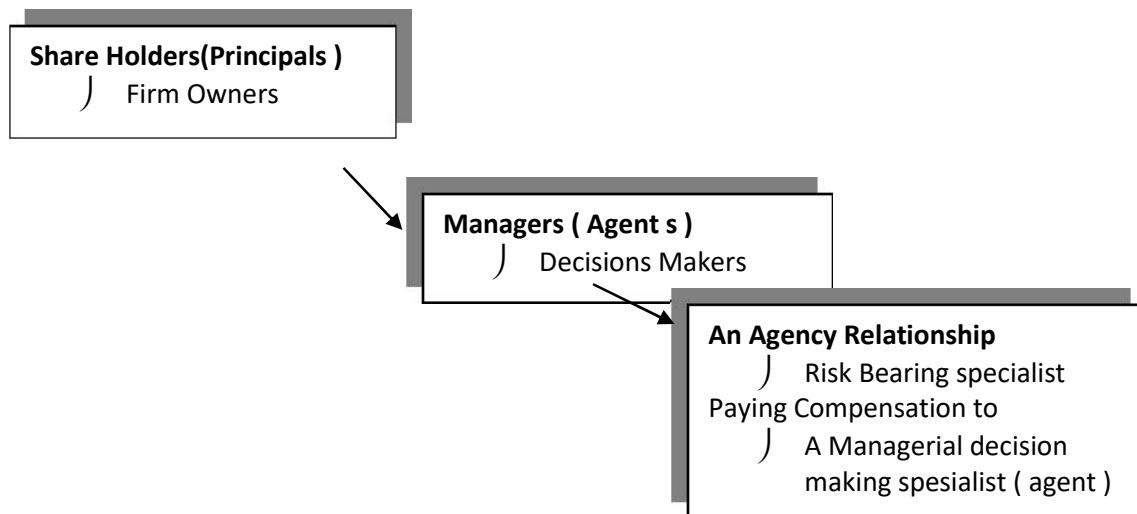 Share Holders(Principals )
⌡ Firm Owners
Managers ( Agent s )
⌡ Decisions Makers
An Agency Relationship
⌡ Risk Bearing specialist
Paying Compensation to
⌡ A Managerial decision
making spesialist ( agent )